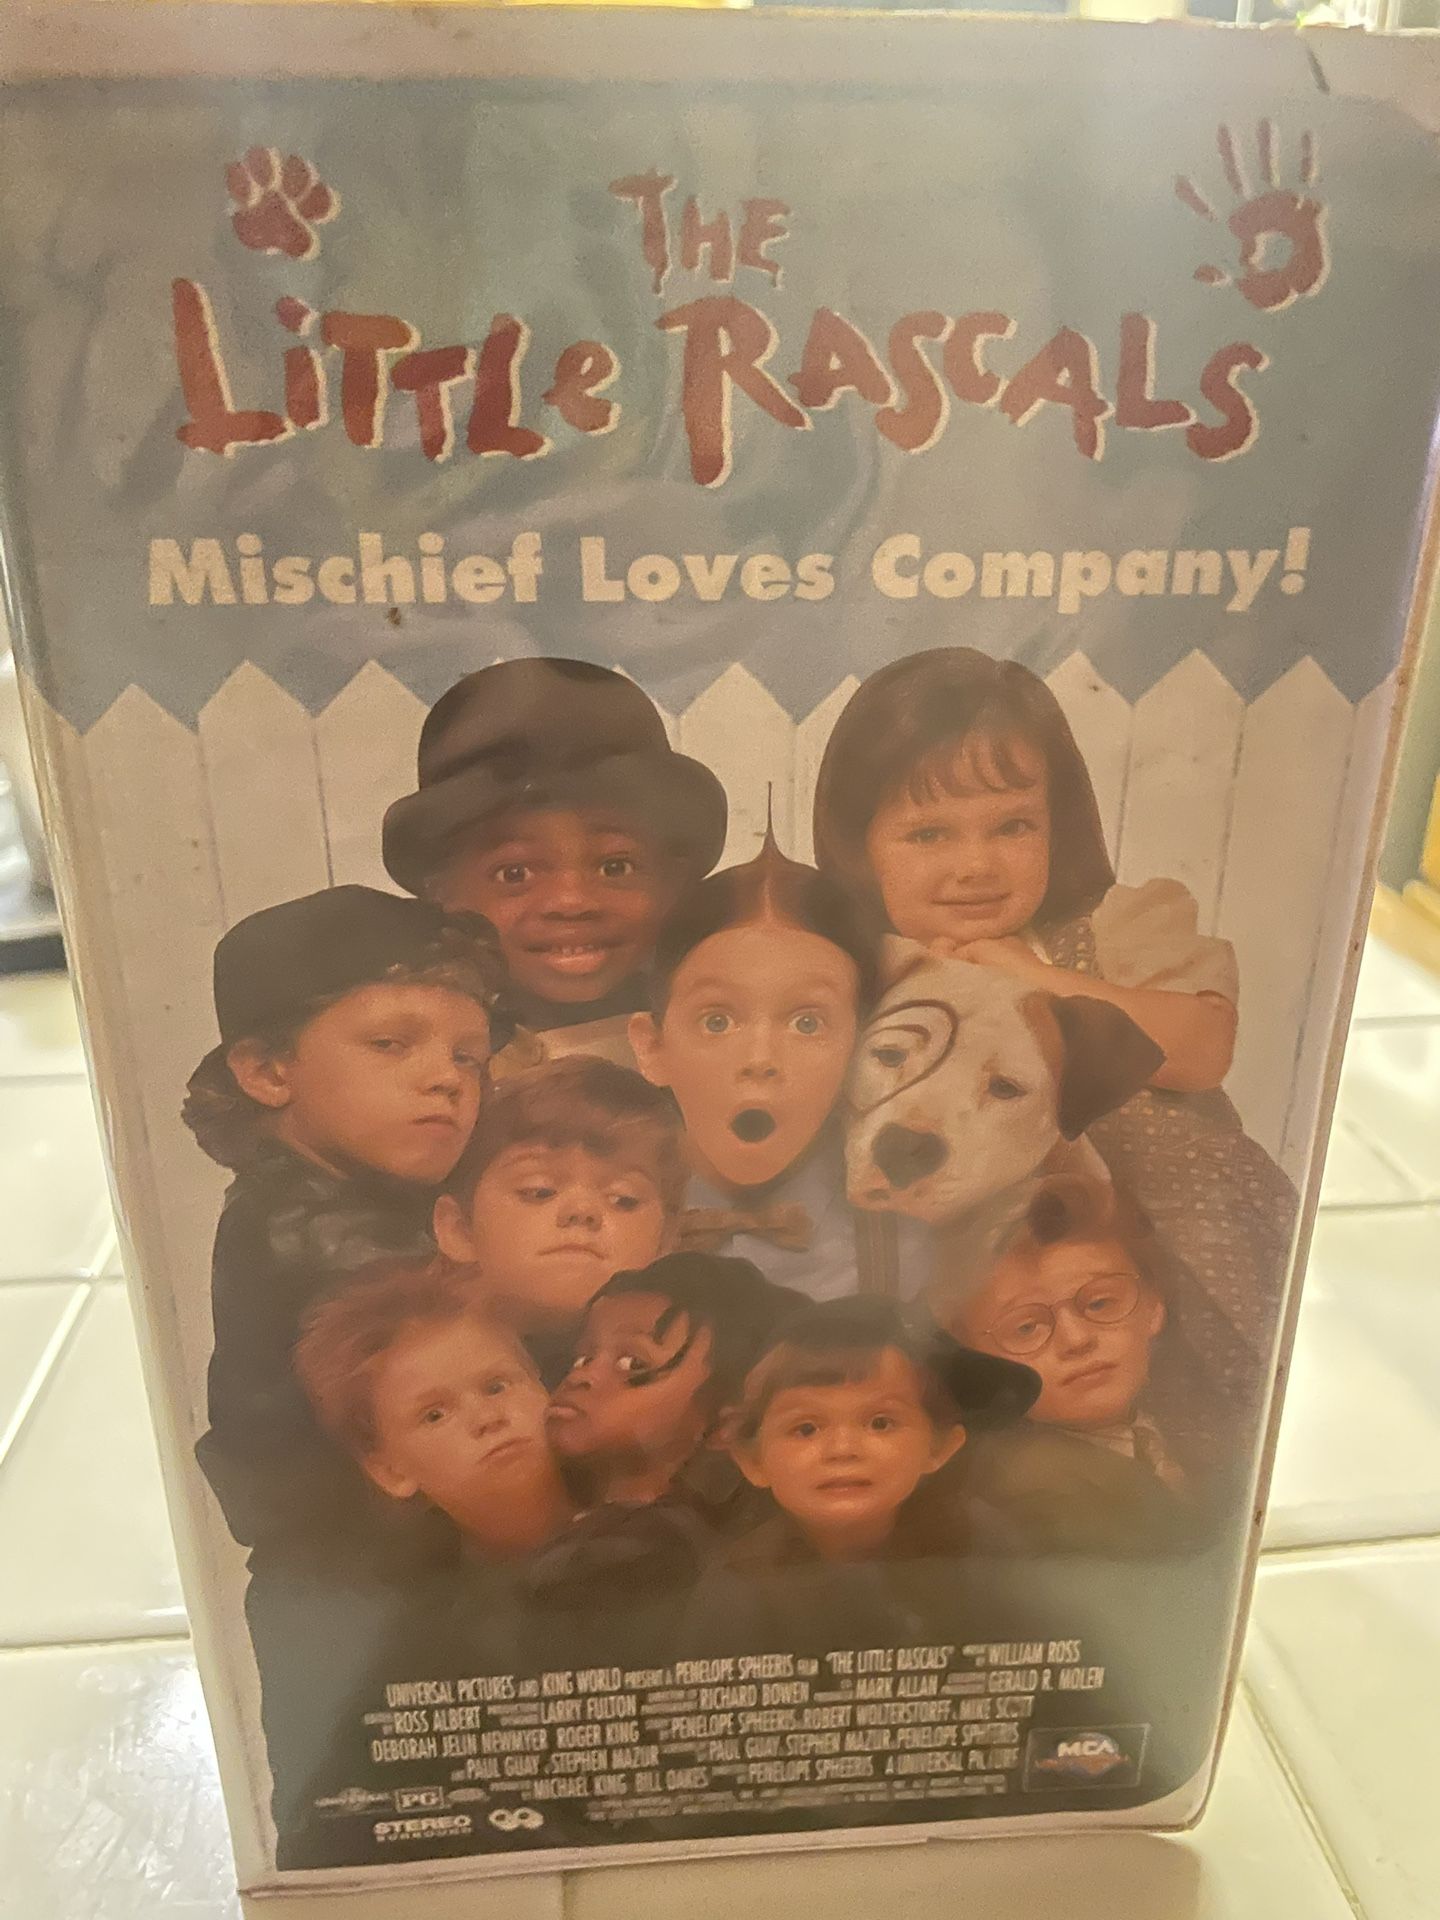 THE
LiTTLe RASCALS
Mischief Loves Company!
UNIVERSAL PICTURES AND KING WORLD PRESENT A PENELOPE SPHEERIS FILM "THE LITTLE RASCALS" WILLIAM ROSS
ROSS ALBERT LARRY FULTON RICHARD BOWEN MARK ALLAN GERALD R. MOLEN
DEBORAH JELIN NEWMYER ROGER KING PENELOPE SPHEERIS & ROBERT WOLTERSTORFF & MIKE SCOTT
AND PAUL GUAY & STEPHEN MAZUR PAUL GUAY & STEPHEN MAZUR & PENELOPE SPHEERIS
MICHAEL KING BILL OAKES PENELOPE SPHEERIS A UNIVERSAL PICTURE
MCA
UNIVERSAL PG
STEREO
SURROUND